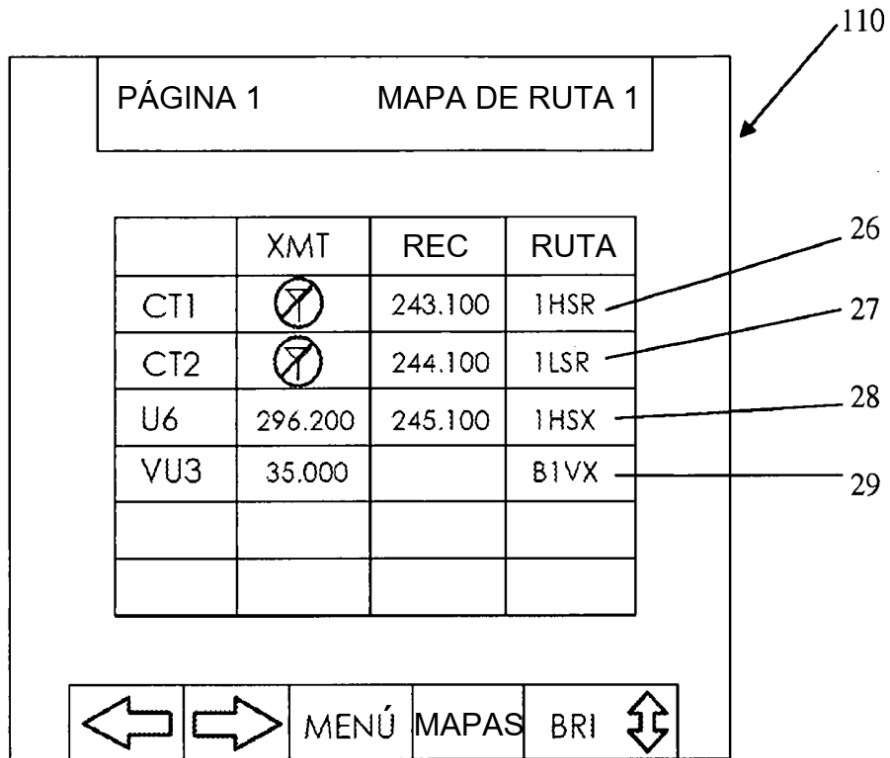 110
PÁGINA 1 MAPA DE RUTA 1
XMT REC RUTA
CT1 243.100 1HSR 26
CT2 244.100 1LSR 27
U6 296.200 245.100 1HSX 28
VU3 35.000 B1VX 29
MENÚ MAPAS BRI